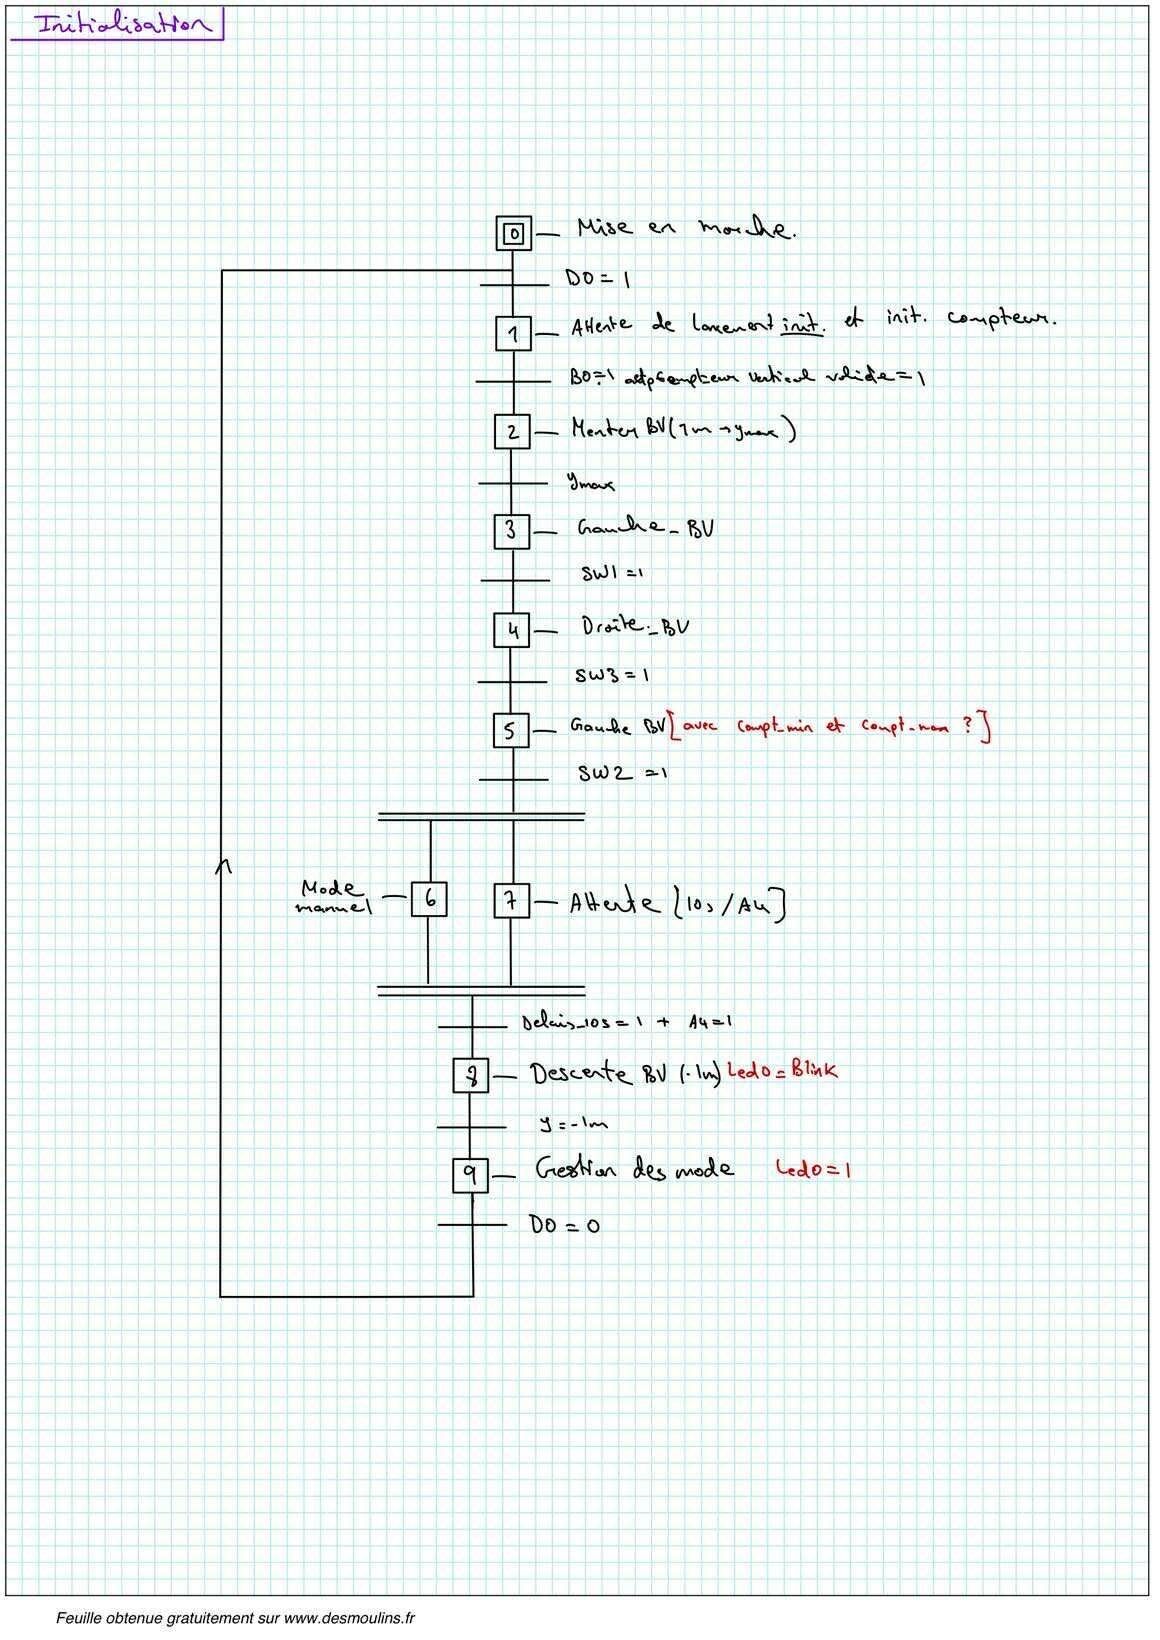 Initialisation
0 Mise en marche.
D0 = 1
1 Attente de lancement init. et init. compteur.
B0=1 compteur vertical valide = 1
2 Monter BV (1m → ymax)
ymax
3 Gauche_BV
SW1 = 1
4 Droite_BV
SW3 = 1
5 Gauche BV [avec compt_min et compt_max ?]
SW2 = 1
Mode
manuel
6
7 Attente [10s/A4]
Delais_10s = 1 + A4=1
8 Descente BV (-1m) Led0 = Blink
y = -1m
9 Gestion des mode Led0 = 1
D0 = 0
Feuille obtenue gratuitement sur www.desmoulins.fr